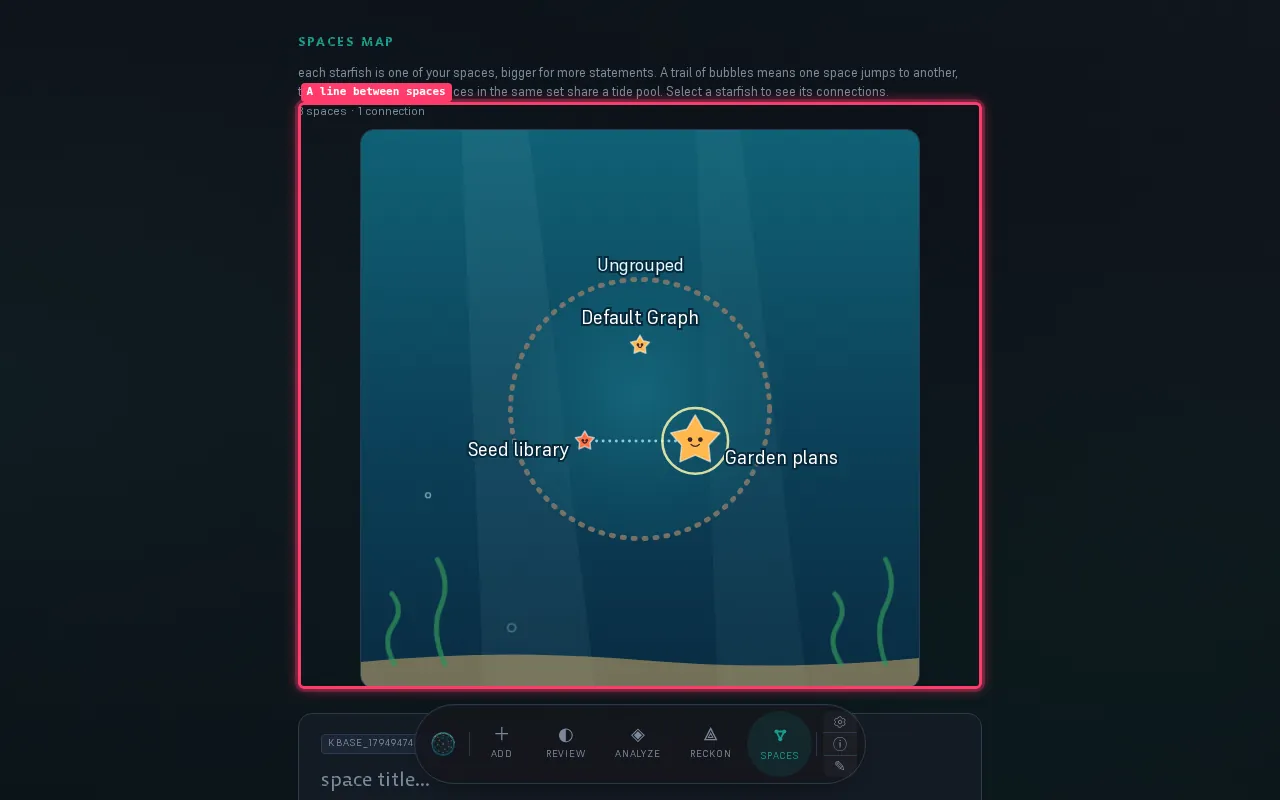 SPACES MAP
each starfish is one of your spaces, bigger for more statements. A trail of bubbles means one space jumps to another,
A line between spaces
in the same set share a tide pool. Select a starfish to see its connections.
spaces · 1 connection
Ungrouped
Default Graph
Seed library
Garden plans
KBASE_17949474
space title...
ADD
REVIEW
ANALYZE
RECKON
SPACES